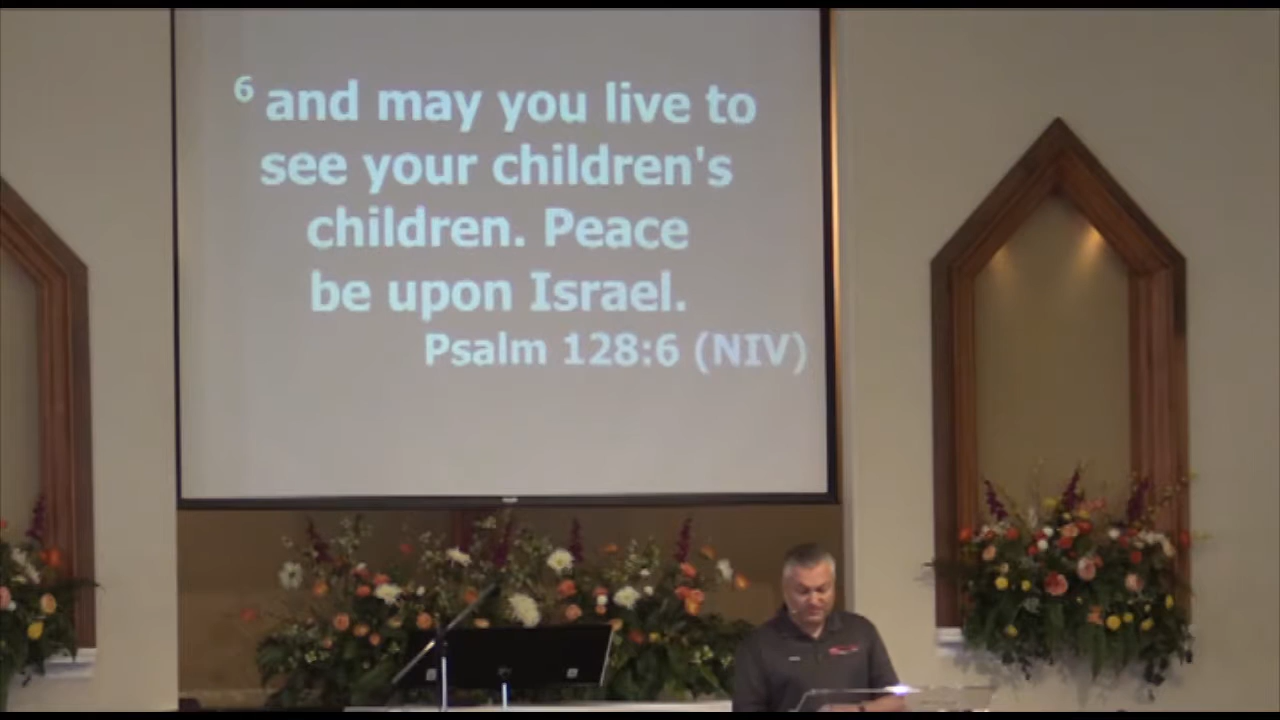 6 and may you live to
see your children's
children. Peace
be upon Israel.
Psalm 128:6 (NIV)